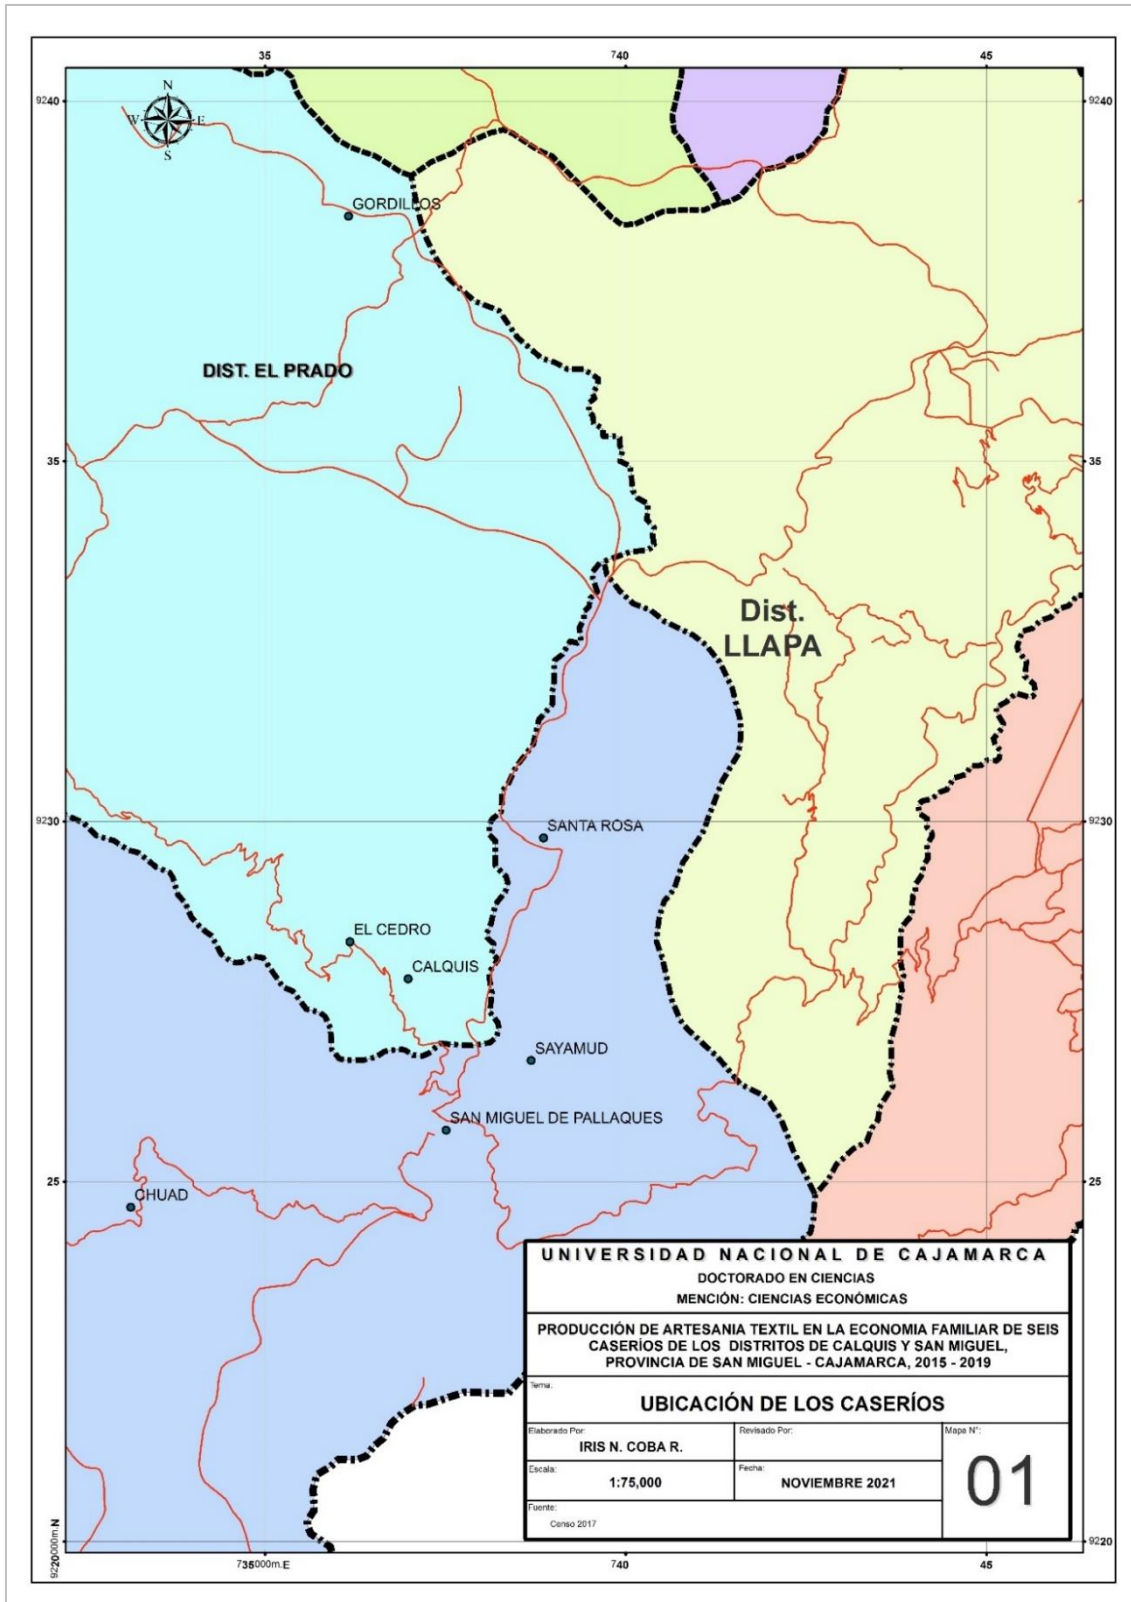 35
740
45
9240
9240
N
W
E
S
GORDILLOS
DIST. EL PRADO
35
35
Dist.
LLAPA
9230
9230
SANTA ROSA
EL CEDRO
CALQUIS
SAYAMUD
SAN MIGUEL DE PALLAQUES
25
25
CHUAD
UNIVERSIDAD NACIONAL DE CAJAMARCA
DOCTORADO EN CIENCIAS
MENCIÓN: CIENCIAS ECONÓMICAS
PRODUCCIÓN DE ARTESANIA TEXTIL EN LA ECONOMIA FAMILIAR DE SEIS
CASERÍOS DE LOS DISTRITOS DE CALQUIS Y SAN MIGUEL,
PROVINCIA DE SAN MIGUEL - CAJAMARCA, 2015 - 2019
Tema:
UBICACIÓN DE LOS CASERÍOS
Elaborado Por:
IRIS N. COBA R.
Revisado Por:
Mapa N°:
01
Escala:
1:75,000
Fecha:
NOVIEMBRE 2021
Fuente:
Censo 2017
9220000m.N
9220
735000m.E
740
45